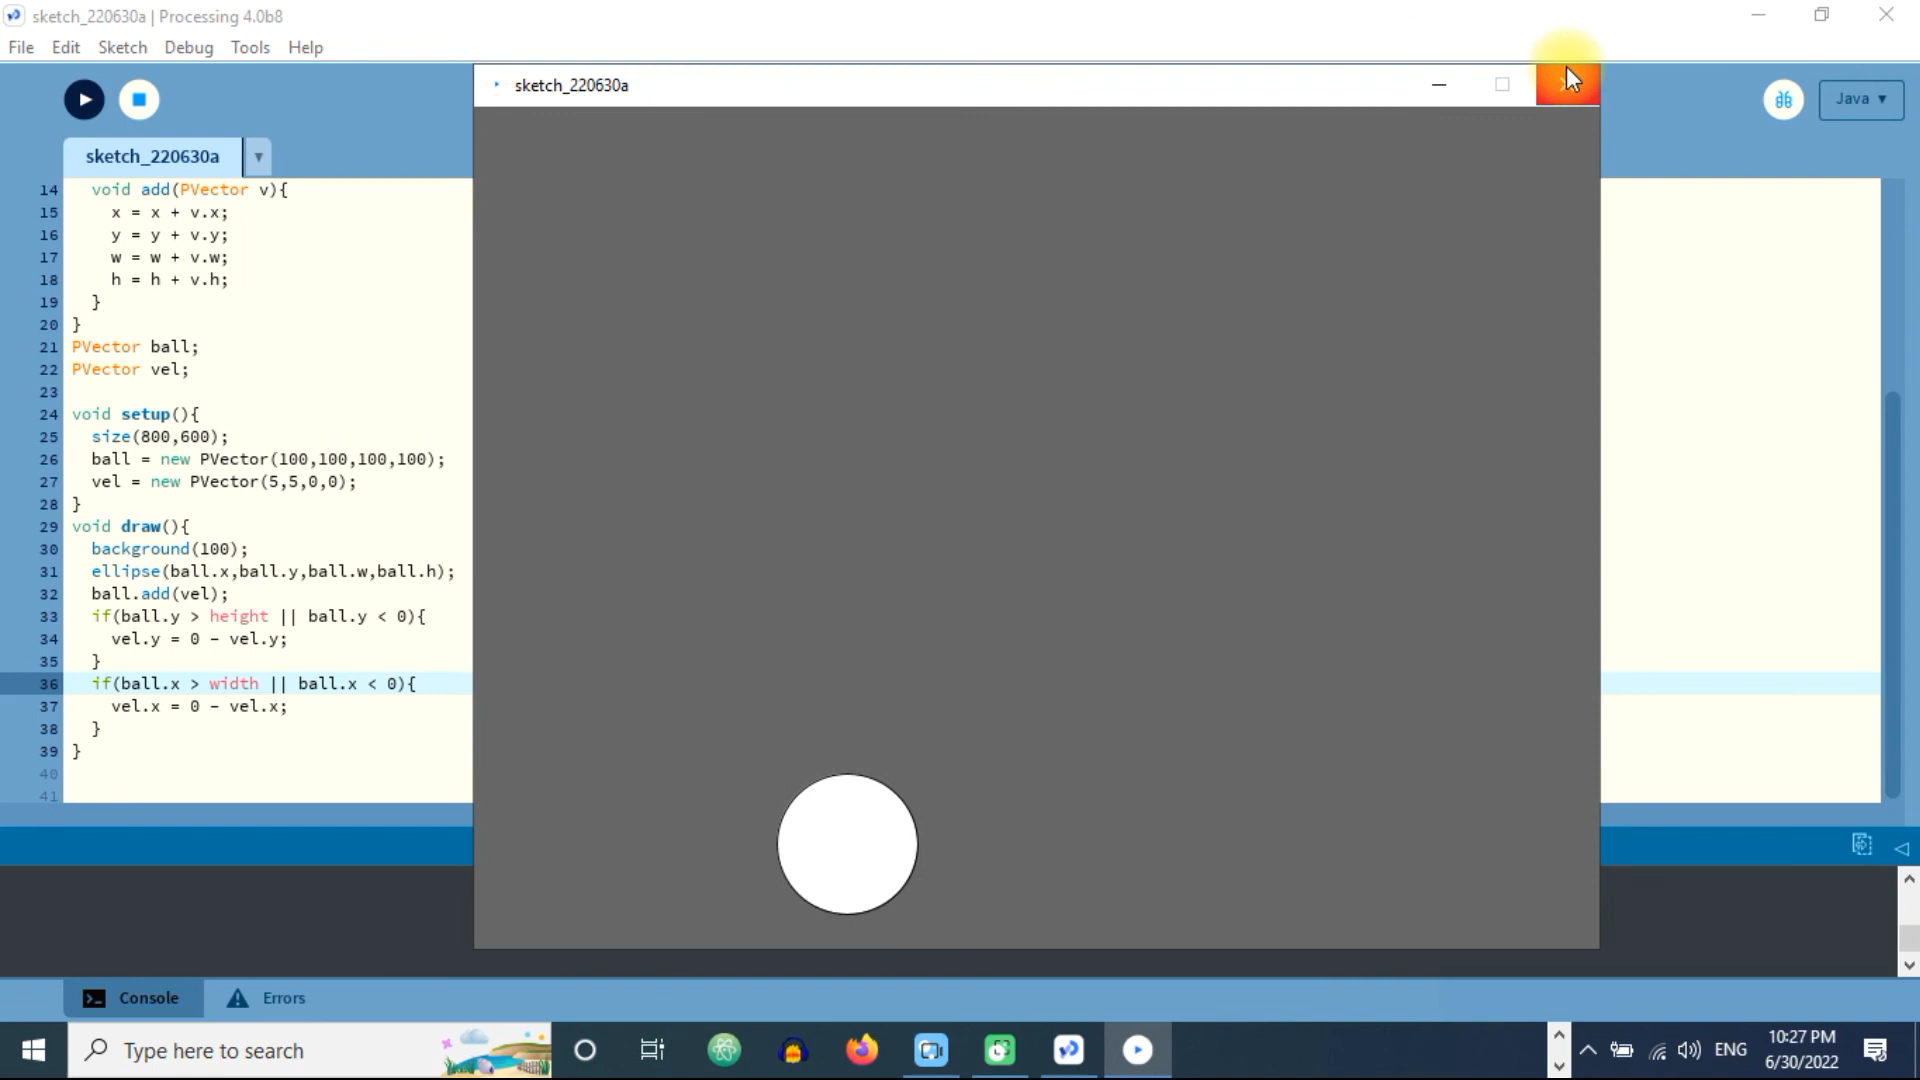 sketch_220630a | Processing 4.0b8
File Edit Sketch Debug Tools Help
sketch_220630a
Java ▼
sketch_220630a ▼
14 void add(PVector v){
15 x = x + v.x;
16 y = y + v.y;
17 w = w + v.w;
18 h = h + v.h;
19 }
20 }
21 PVector ball;
22 PVector vel;
23
24 void setup(){
25 size(800,600);
26 ball = new PVector(100,100,100,100);
27 vel = new PVector(5,5,0,0);
28 }
29 void draw(){
30 background(100);
31 ellipse(ball.x,ball.y,ball.w,ball.h);
32 ball.add(vel);
33 if(ball.y > height || ball.y < 0){
34 vel.y = 0 - vel.y;
35 }
36 if(ball.x > width || ball.x < 0){
37 vel.x = 0 - vel.x;
38 }
39 }
40
41
Console Errors
Type here to search
ENG
10:27 PM
6/30/2022